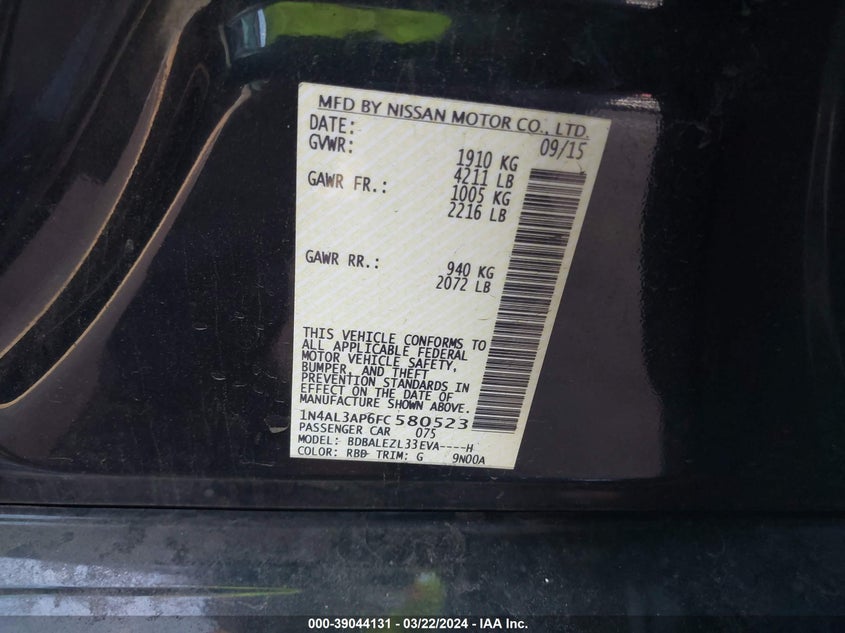 MFD BY NISSAN MOTOR CO., LTD.
DATE: 09/15
GVWR: 1910 KG
4211 LB
GAWR FR.: 1005 KG
2216 LB
GAWR RR.: 940 KG
2072 LB
THIS VEHICLE CONFORMS TO
ALL APPLICABLE FEDERAL
MOTOR VEHICLE SAFETY,
BUMPER, AND THEFT
PREVENTION STANDARDS IN
EFFECT ON THE DATE OF
MANUFACTURE SHOWN ABOVE.
1N4AL3AP6FC580523
PASSENGER CAR 075
MODEL: BDBALEZL33EVA----H
COLOR: RBD TRIM: G 9N00A
000-39044131 - 03/22/2024 - IAA Inc.